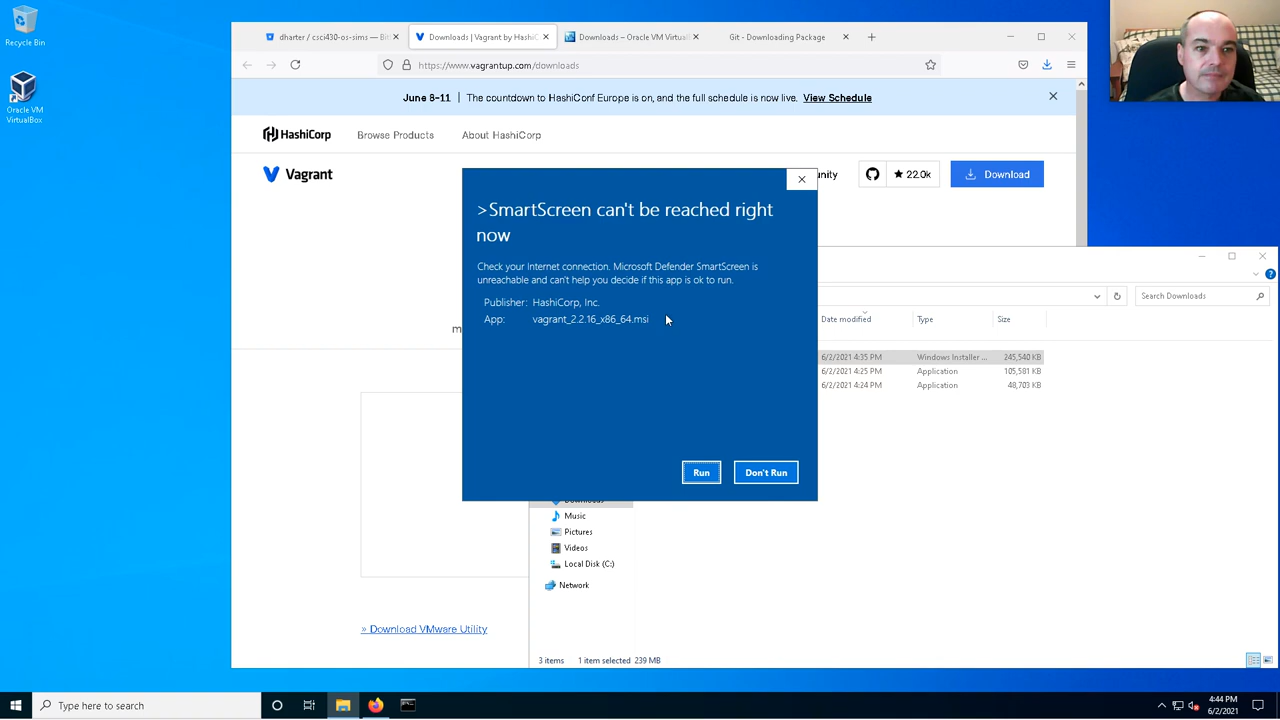 Recycle Bin
Oracle VM
VirtualBox
dharter / csci430-os-sims — Bi
Downloads | Vagrant by HashiC
Downloads – Oracle VM Virtual
Git - Downloading Package
https://www.vagrantup.com/downloads
June 8-11 | The countdown to HashiConf Europe is on, and the full schedule is now live. View Schedule
HashiCorp
Browse Products
About HashiCorp
Vagrant
unity
22.0k
Download
>SmartScreen can't be reached right
now
Check your Internet connection. Microsoft Defender SmartScreen is
unreachable and can't help you decide if this app is ok to run.
Publisher: HashiCorp, Inc.
App: vagrant_2.2.16_x86_64.msi
Run
Don't Run
m
Search Downloads
Date modified
Type
Size
6/2/2021 4:35 PM Windows Installer ... 245,540 KB
6/2/2021 4:25 PM Application 105,581 KB
6/2/2021 4:24 PM Application 48,703 KB
Downloads
Music
Pictures
Videos
Local Disk (C:)
Network
» Download VMware Utility
3 items 1 item selected 239 MB
Type here to search
4:44 PM
6/2/2021